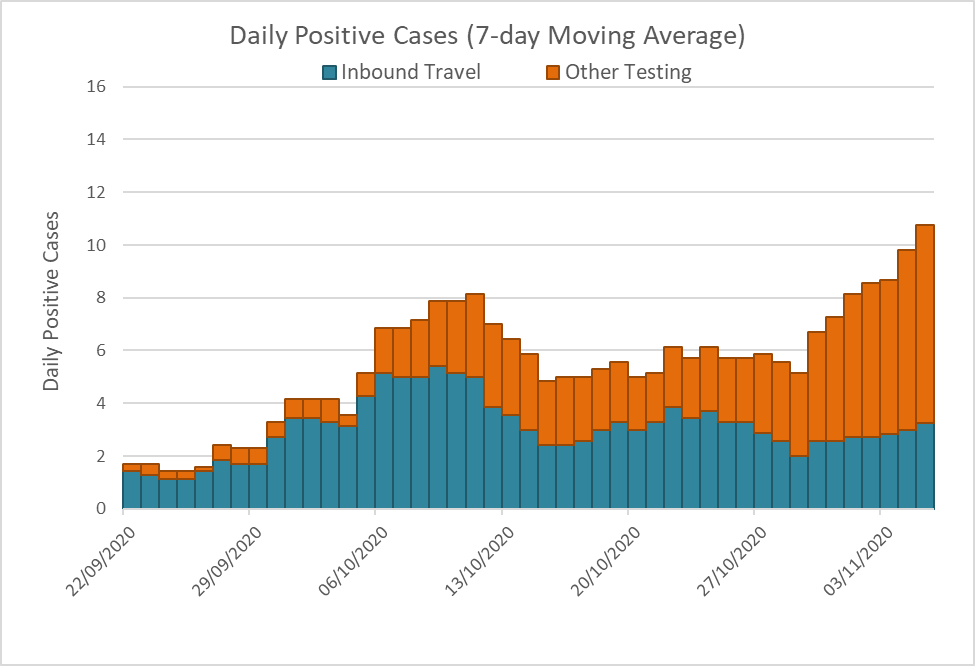 Daily Positive Cases (7-day Moving Average)
Inbound Travel Other Testing
16
14
12
10
8
6
4
2
0
Daily Positive Cases
22/09/2020 29/09/2020 06/10/2020 13/10/2020 20/10/2020 27/10/2020 03/11/2020